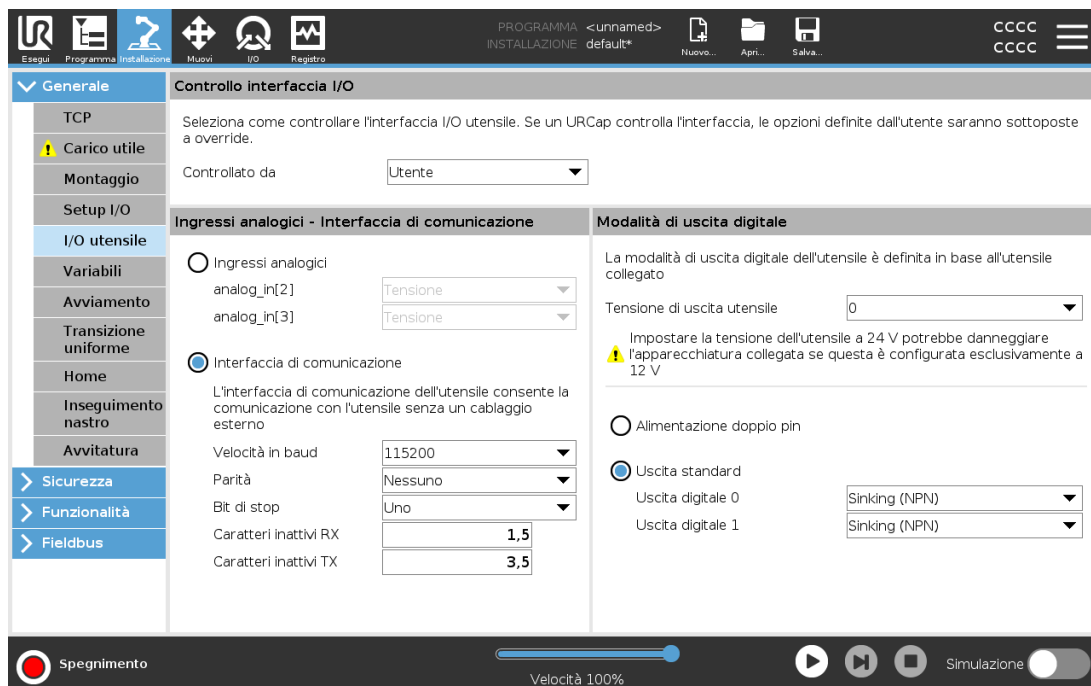 PROGRAMMA <unnamed>
INSTALLAZIONE default*
UR
Esegui
Programma
Installazione
Muovi
I/O
Registro
Nuovo...
Apri...
Salva...
CCCC
CCCC
Generale
TCP
Carico utile
Montaggio
Setup I/O
I/O utensile
Variabili
Avviamento
Transizione
uniforme
Home
Inseguimento
nastro
Avvitatura
Sicurezza
Funzionalità
Fieldbus
Controllo interfaccia I/O
Seleziona come controllare l'interfaccia I/O utensile. Se un URCap controlla l'interfaccia, le opzioni definite dall'utente saranno sottoposte
a override.
Controllato da Utente
Ingressi analogici - Interfaccia di comunicazione
Ingressi analogici
analog_in[2] Tensione
analog_in[3] Tensione
Interfaccia di comunicazione
L'interfaccia di comunicazione dell'utensile consente la
comunicazione con l'utensile senza un cablaggio
esterno
Velocità in baud 115200
Parità Nessuno
Bit di stop Uno
Caratteri inattivi RX 1,5
Caratteri inattivi TX 3,5
Modalità di uscita digitale
La modalità di uscita digitale dell'utensile è definita in base all'utensile
collegato
Tensione di uscita utensile 0
Impostare la tensione dell'utensile a 24 V potrebbe danneggiare
l'apparecchiatura collegata se questa è configurata esclusivamente a
12 V
Alimentazione doppio pin
Uscita standard
Uscita digitale 0 Sinking (NPN)
Uscita digitale 1 Sinking (NPN)
Spegnimento
Velocità 100%
Simulazione